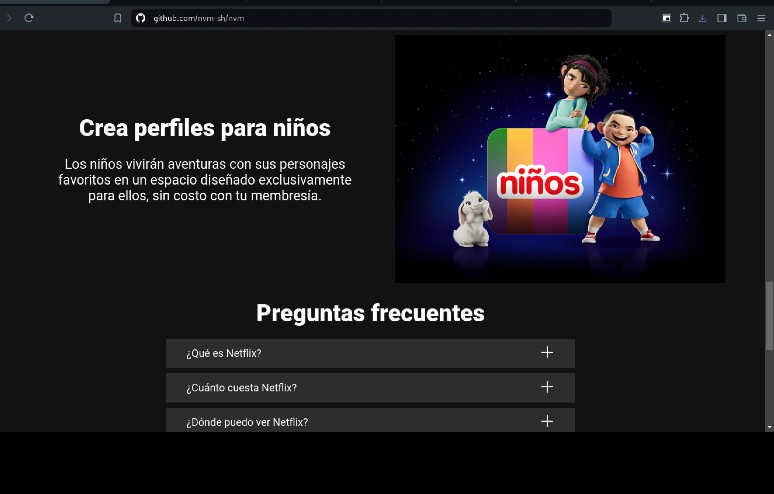 github.com/nvm-sh/nvm
Crea perfiles para niños
Los niños vivirán aventuras con sus personajes
favoritos en un espacio diseñado exclusivamente
para ellos, sin costo con tu membresía.
niños
Preguntas frecuentes
¿Qué es Netflix?
¿Cuánto cuesta Netflix?
¿Dónde puedo ver Netflix?